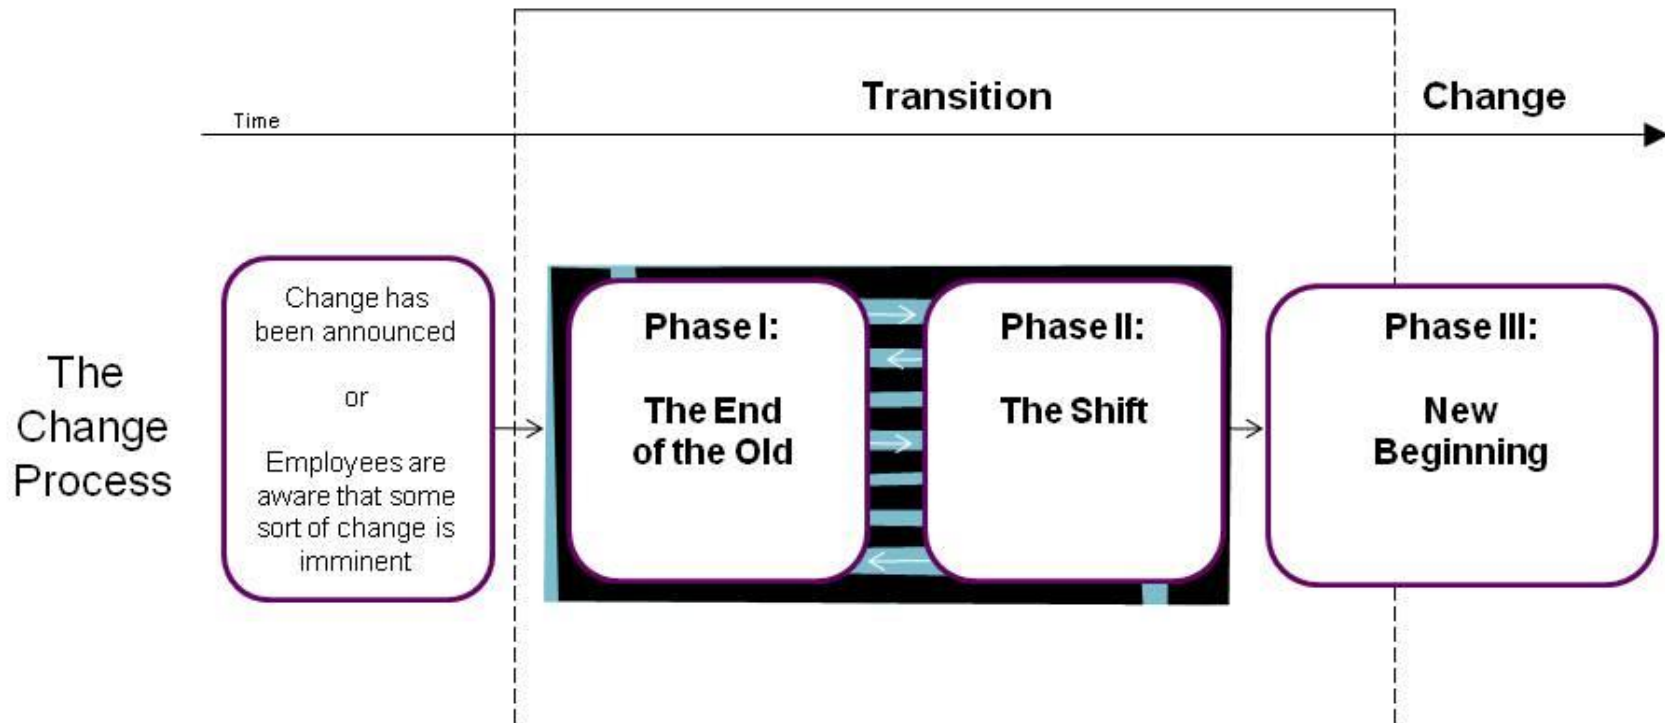 Transition
Change
Time
The
Change
Process
Change has
been announced
or
Employees are
aware that some
sort of change is
imminent
Phase I:
The End
of the Old
Phase II:
The Shift
Phase III:
New
Beginning